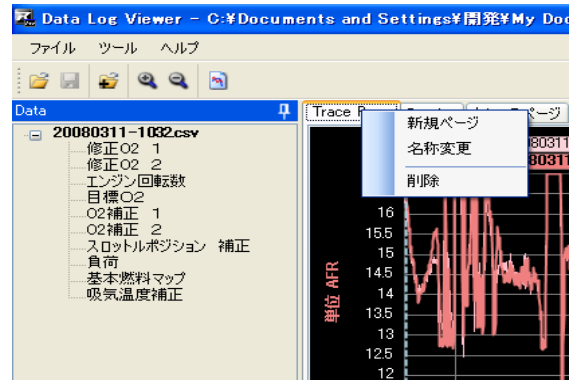 Data Log Viewer - C:¥Documents and Settings¥開発¥My Doc
ファイル ツール ヘルプ
Data
Trace
ページ
20080311-1032.csv
修正O2 1
修正O2 2
エンジン回転数
目標O2
O2補正 1
O2補正 2
スロットルポジション 補正
負荷
基本燃料マップ
吸気温度補正
新規ページ
名称変更
削除
80311
80311
単位 AFR
16
15.5
15
14.5
14
13.5
13
12.5
12